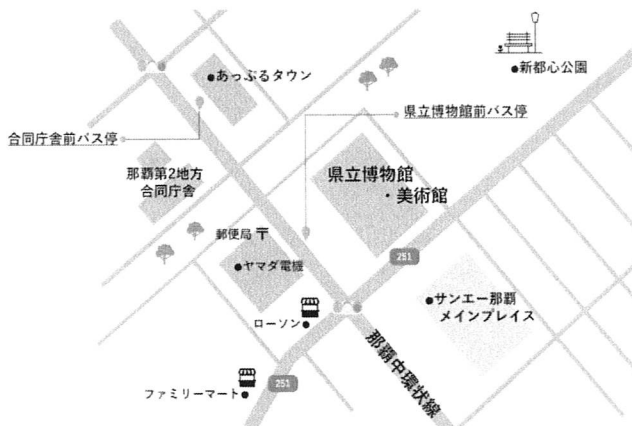 新都心公園
あっぷるタウン
県立博物館前バス停
合同庁舎前バス停
那覇第2地方
合同庁舎
県立博物館
・美術館
郵便局 〒
ヤマダ電機
251
サンエー那覇
メインプレイス
ローソン
那覇中環状線
251
ファミリーマート